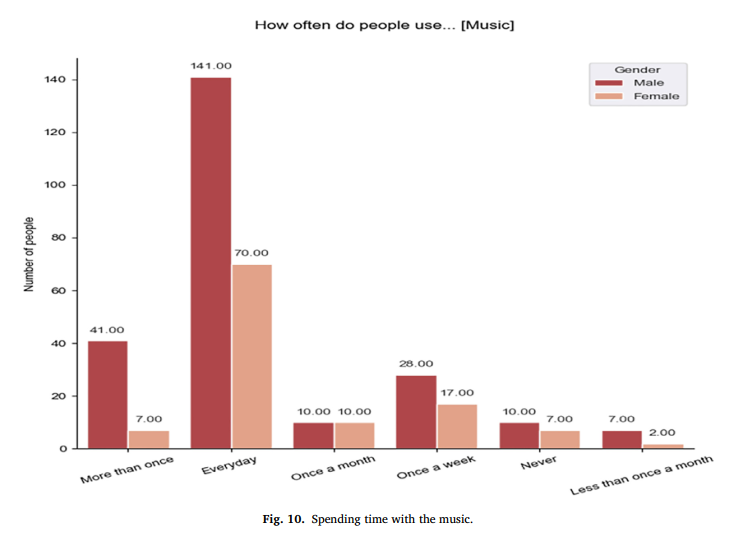 How often do people use... [Music]
Gender
Male
Female
Number of people
140
120
100
80
60
40
20
0
41.00
7.00
141.00
70.00
10.00 10.00
28.00
17.00
10.00
7.00
7.00
2.00
More than once
Everyday
Once a month
Once a week
Never
Less than once a month
Fig. 10. Spending time with the music.